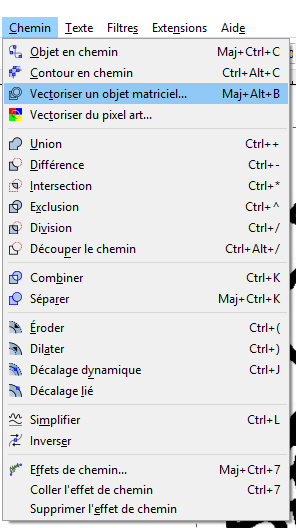 Chemin Texte Filtres Extensions Aide
Objet en chemin Maj+Ctrl+C
Contour en chemin Ctrl+Alt+C
Vectoriser un objet matriciel... Maj+Alt+B
Vectoriser du pixel art...
Union Ctrl++
Différence Ctrl+-
Intersection Ctrl+*
Exclusion Ctrl+^
Division Ctrl+/
Découper le chemin Ctrl+Alt+/
Combiner Ctrl+K
Séparer Maj+Ctrl+K
Éroder Ctrl+(
Dilater Ctrl+)
Décalage dynamique Ctrl+J
Décalage lié
Simplifier Ctrl+L
Inverser
Effets de chemin... Maj+Ctrl+7
Coller l'effet de chemin Ctrl+7
Supprimer l'effet de chemin